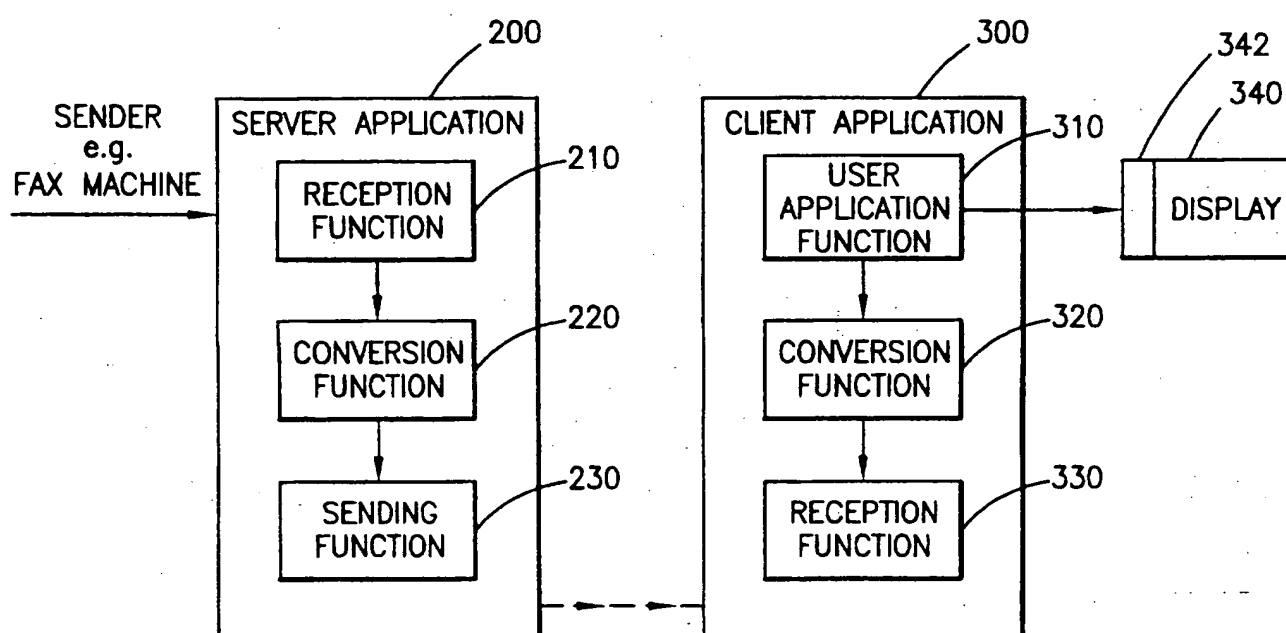 200
300
342
340
SENDER
e.g.
FAX MACHINE
SERVER APPLICATION
210
RECEPTION
FUNCTION
220
CONVERSION
FUNCTION
230
SENDING
FUNCTION
CLIENT APPLICATION
310
USER
APPLICATION
FUNCTION
DISPLAY
320
CONVERSION
FUNCTION
330
RECEPTION
FUNCTION